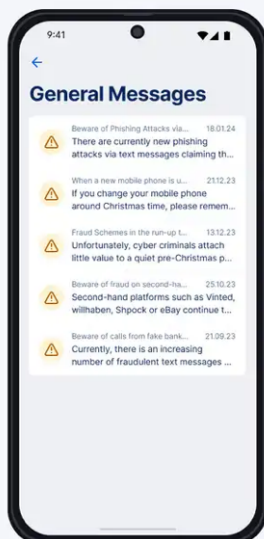 9:41
General Messages
Beware of Phishing Attacks via... 18.01.24
There are currently new phishing
attacks via text messages claiming th...
When a new mobile phone is u... 21.12.23
If you change your mobile phone
around Christmas time, please remem...
Fraud Schemes in the run-up t... 13.12.23
Unfortunately, cyber criminals attach
little value to a quiet pre-Christmas p...
Beware of fraud on second-ha... 25.10.23
Second-hand platforms such as Vinted,
willhaben, Shpock or eBay continue t...
Beware of calls from fake bank... 21.09.23
Currently, there is an increasing
number of fraudulent text messages ...